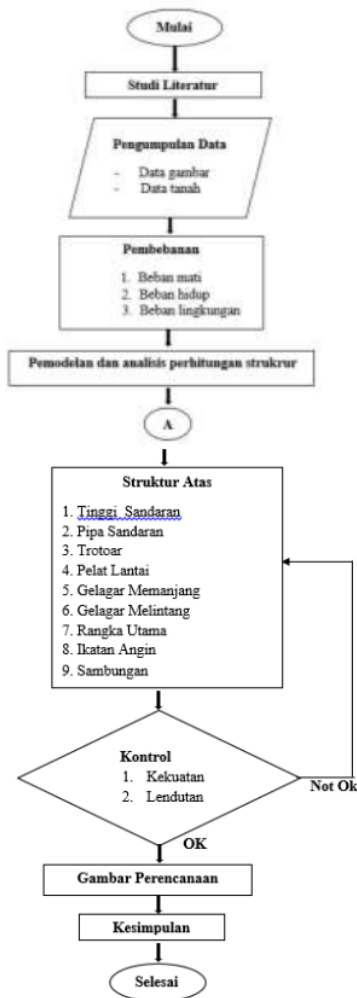 Mulai
Studi Literatur
Pengumpulan Data
- Data gambar
- Data tanah
Pembebanan
1. Beban mati
2. Beban hidup
3. Beban lingkungan
Pemodelan dan analisis perhitungan strukrur
A
Struktur Atas
1. Tinggi Sandaran
2. Pipa Sandaran
3. Trotoar
4. Pelat Lantai
5. Gelagar Memanjang
6. Gelagar Melintang
7. Rangka Utama
8. Ikatan Angin
9. Sambungan
Kontrol
1. Kekuatan
2. Lendutan
Not Ok
OK
Gambar Perencanaan
Kesimpulan
Selesai